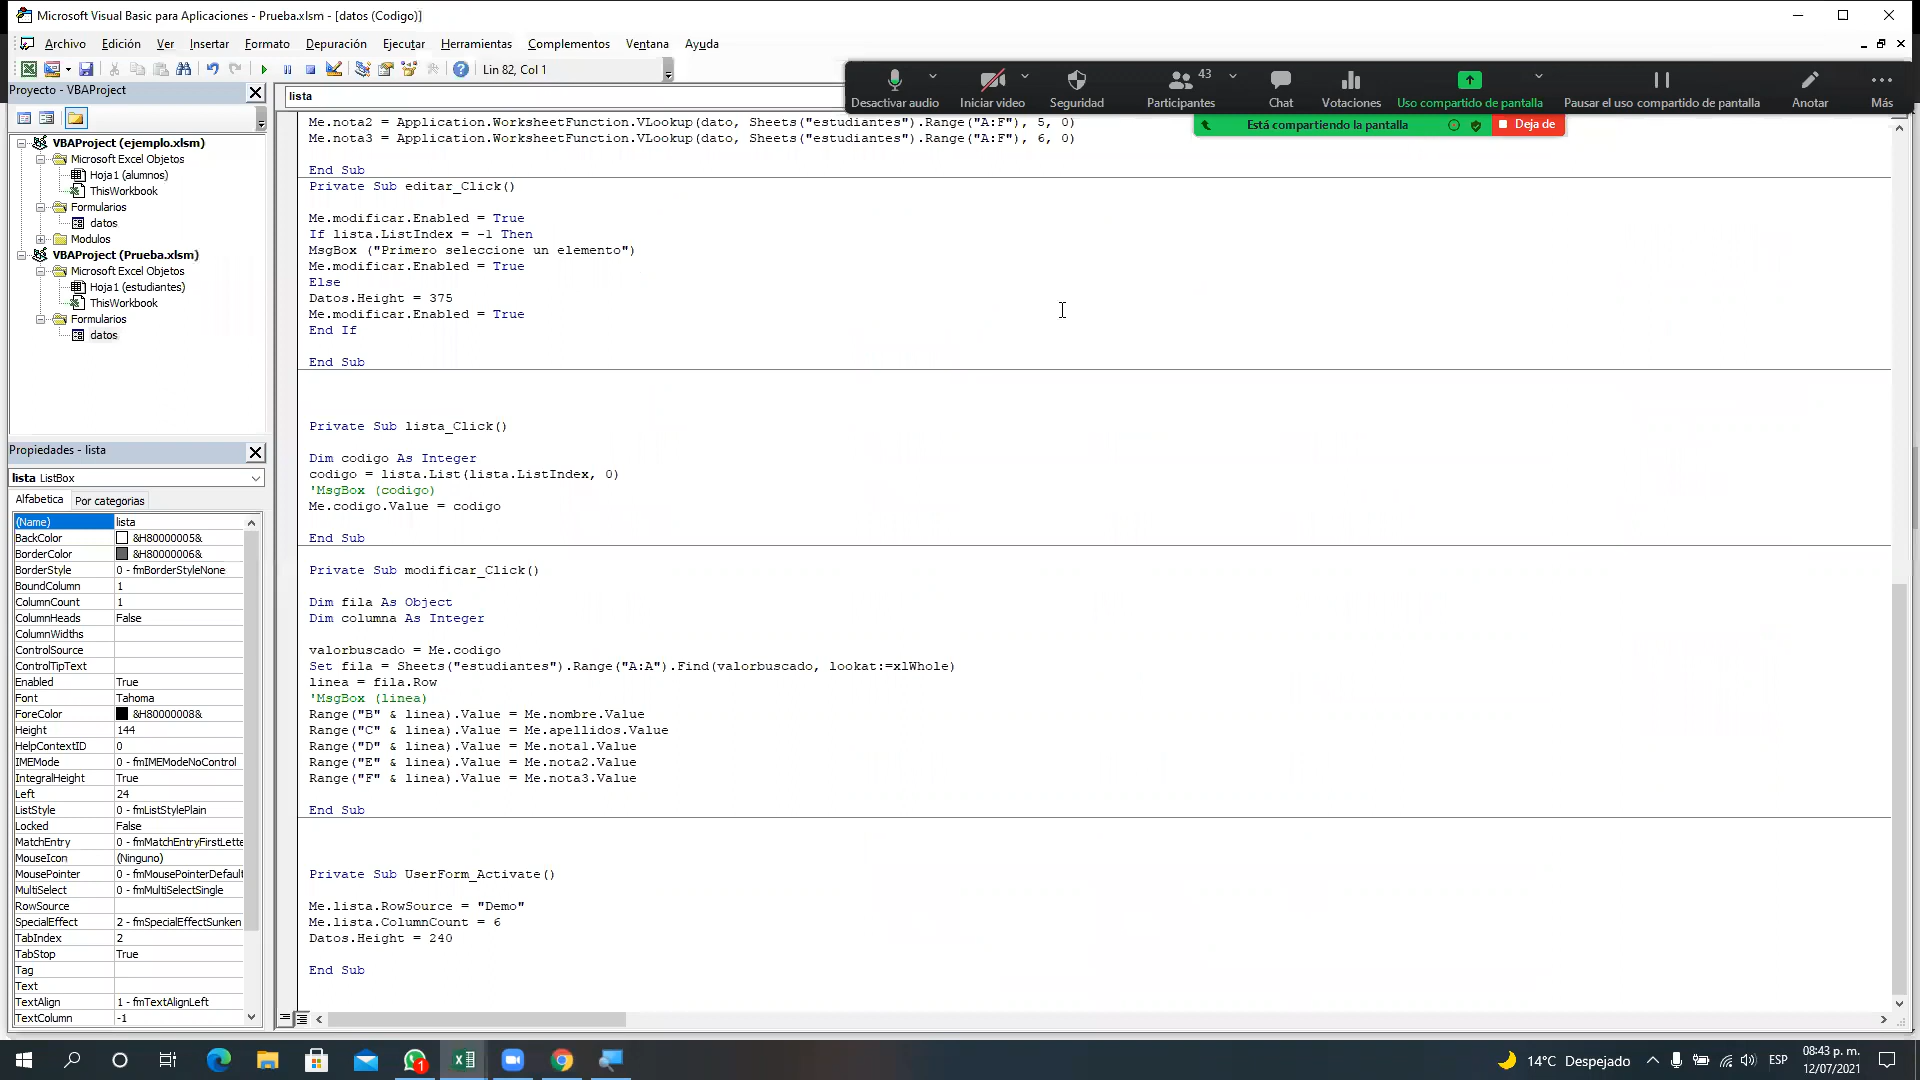 Microsoft Visual Basic para Aplicaciones - Prueba.xlsm - [datos (Codigo)]
Archivo Edición Ver Insertar Formato Depuración Ejecutar Herramientas Complementos Ventana Ayuda
Lin 82, Col 1
Desactivar audio Iniciar video Seguridad Participantes 43 Chat Votaciones Uso compartido de pantalla Pausar el uso compartido de pantalla Anotar Más
Está compartiendo la pantalla Deja de
Proyecto - VBAProject
VBAProject (ejemplo.xlsm)
Microsoft Excel Objetos
Hoja1 (alumnos)
ThisWorkbook
Formularios
datos
Modulos
VBAProject (Prueba.xlsm)
Microsoft Excel Objetos
Hoja1 (estudiantes)
ThisWorkbook
Formularios
datos
Propiedades - lista
lista ListBox
Alfabetica Por categorias
(Name) lista
BackColor &H80000005&
BorderColor &H80000006&
BorderStyle 0 - fmBorderStyleNone
BoundColumn 1
ColumnCount 1
ColumnHeads False
ColumnWidths
ControlSource
ControlTipText
Enabled True
Font Tahoma
ForeColor &H80000008&
Height 144
HelpContextID 0
IMEMode 0 - fmIMEModeNoControl
IntegralHeight True
Left 24
ListStyle 0 - fmListStylePlain
Locked False
MatchEntry 0 - fmMatchEntryFirstLette
MouseIcon (Ninguno)
MousePointer 0 - fmMousePointerDefault
MultiSelect 0 - fmMultiSelectSingle
RowSource
SpecialEffect 2 - fmSpecialEffectSunken
TabIndex 2
TabStop True
Tag
Text
TextAlign 1 - fmTextAlignLeft
TextColumn -1
lista
Me.nota2 = Application.WorksheetFunction.VLookup(dato, Sheets("estudiantes").Range("A:F"), 5, 0)
Me.nota3 = Application.WorksheetFunction.VLookup(dato, Sheets("estudiantes").Range("A:F"), 6, 0)
End Sub
Private Sub editar_Click()
Me.modificar.Enabled = True
If lista.ListIndex = -1 Then
MsgBox ("Primero seleccione un elemento")
Me.modificar.Enabled = True
Else
Datos.Height = 375
Me.modificar.Enabled = True
End If
End Sub
Private Sub lista_Click()
Dim codigo As Integer
codigo = lista.List(lista.ListIndex, 0)
'MsgBox (codigo)
Me.codigo.Value = codigo
End Sub
Private Sub modificar_Click()
Dim fila As Object
Dim columna As Integer
valorbuscado = Me.codigo
Set fila = Sheets("estudiantes").Range("A:A").Find(valorbuscado, lookat:=xlWhole)
linea = fila.Row
'MsgBox (linea)
Range("B" & linea).Value = Me.nombre.Value
Range("C" & linea).Value = Me.apellidos.Value
Range("D" & linea).Value = Me.nota1.Value
Range("E" & linea).Value = Me.nota2.Value
Range("F" & linea).Value = Me.nota3.Value
End Sub
Private Sub UserForm_Activate()
Me.lista.RowSource = "Demo"
Me.lista.ColumnCount = 6
Datos.Height = 240
End Sub
1
14°C Despejado
ESP
08:43 p. m.
12/07/2021